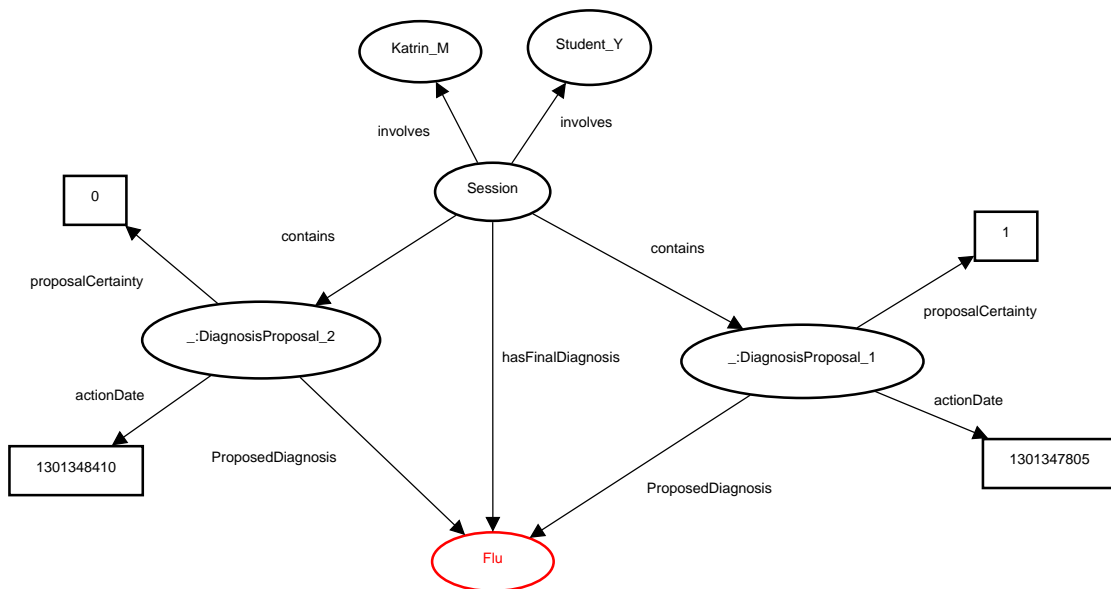 Katrin_M
Student_Y
involves
involves
Session
0
contains
contains
1
proposalCertainty
proposalCertainty
_:DiagnosisProposal_2
hasFinalDiagnosis
_:DiagnosisProposal_1
actionDate
actionDate
1301348410
ProposedDiagnosis
1301347805
ProposedDiagnosis
Flu